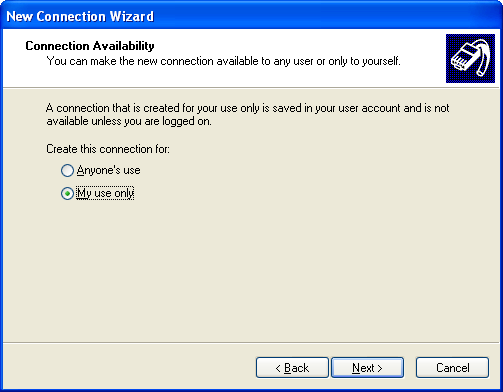 New Connection Wizard
Connection Availability
You can make the new connection available to any user or only to yourself.
A connection that is created for your use only is saved in your user account and is not
available unless you are logged on.
Create this connection for:
Anyone's use
My use only
< Back
Next >
Cancel